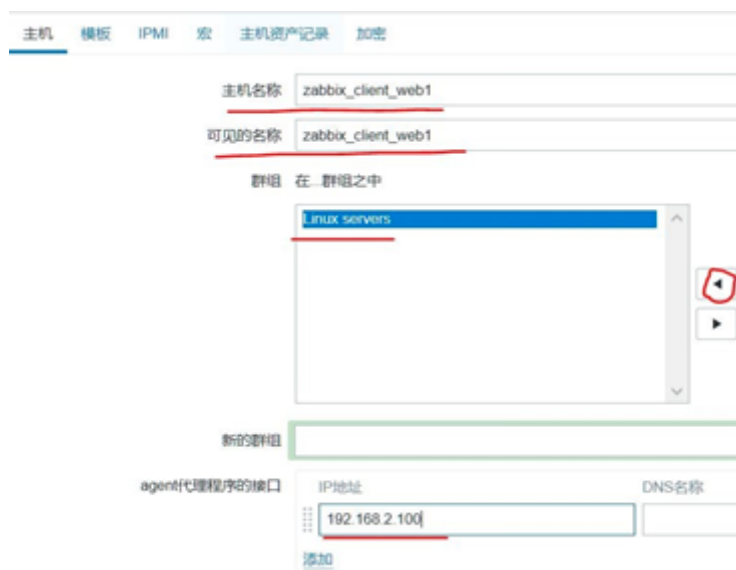 主机 模板 IPMI 宏 主机资产记录 加密
主机名称 zabbix_client_web1
可见的名称 zabbix_client_web1
群组 在...群组之中
Linux servers
新的群组
agent代理程序的接口 IP地址 DNS名称
192.168.2.100
添加